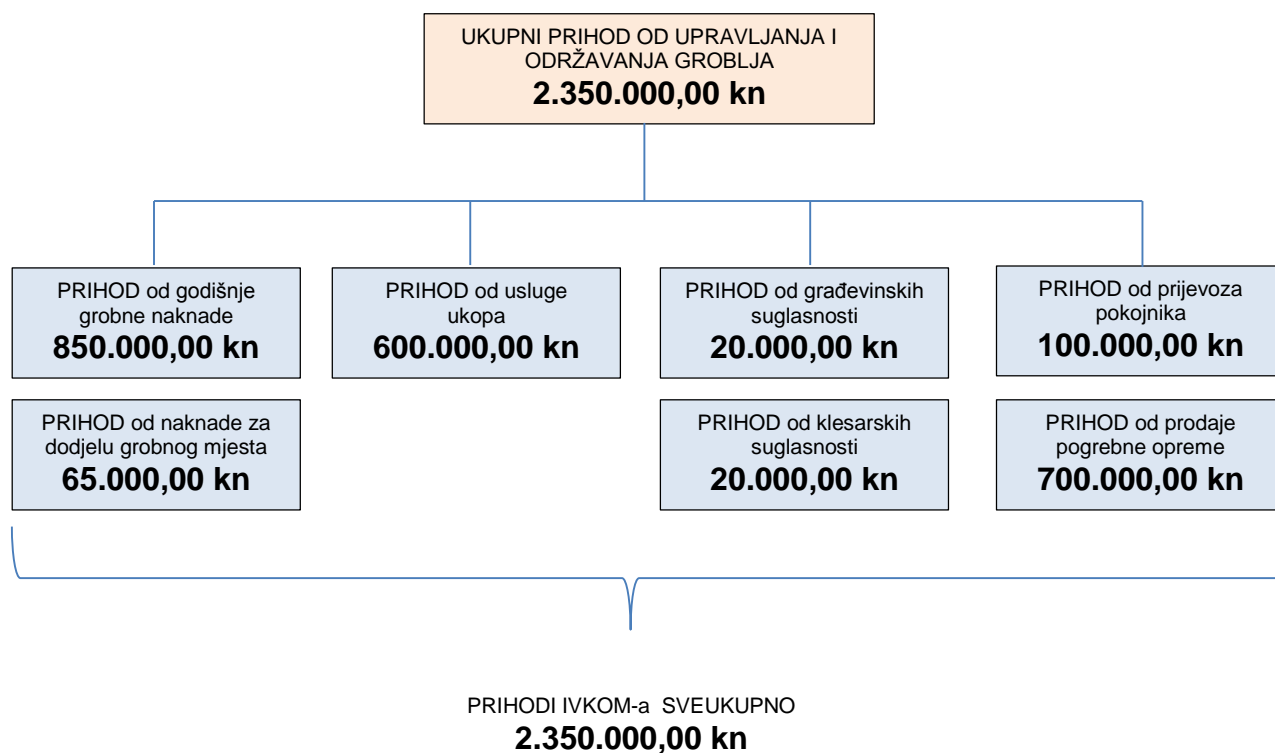 UKUPNI PRIHOD OD UPRAVLJANJA I
ODRŽAVANJA GROBLJA
2.350.000,00 kn
PRIHOD od godišnje
grobne naknade
850.000,00 kn
PRIHOD od usluge
ukopa
600.000,00 kn
PRIHOD od građevinskih
suglasnosti
20.000,00 kn
PRIHOD od prijevoza
pokojnika
100.000,00 kn
PRIHOD od naknade za
dodjelu grobnog mjesta
65.000,00 kn
PRIHOD od klesarskih
suglasnosti
20.000,00 kn
PRIHOD od prodaje
pogrebne opreme
700.000,00 kn
PRIHODI IVKOM-a SVEUKUPNO
2.350.000,00 kn